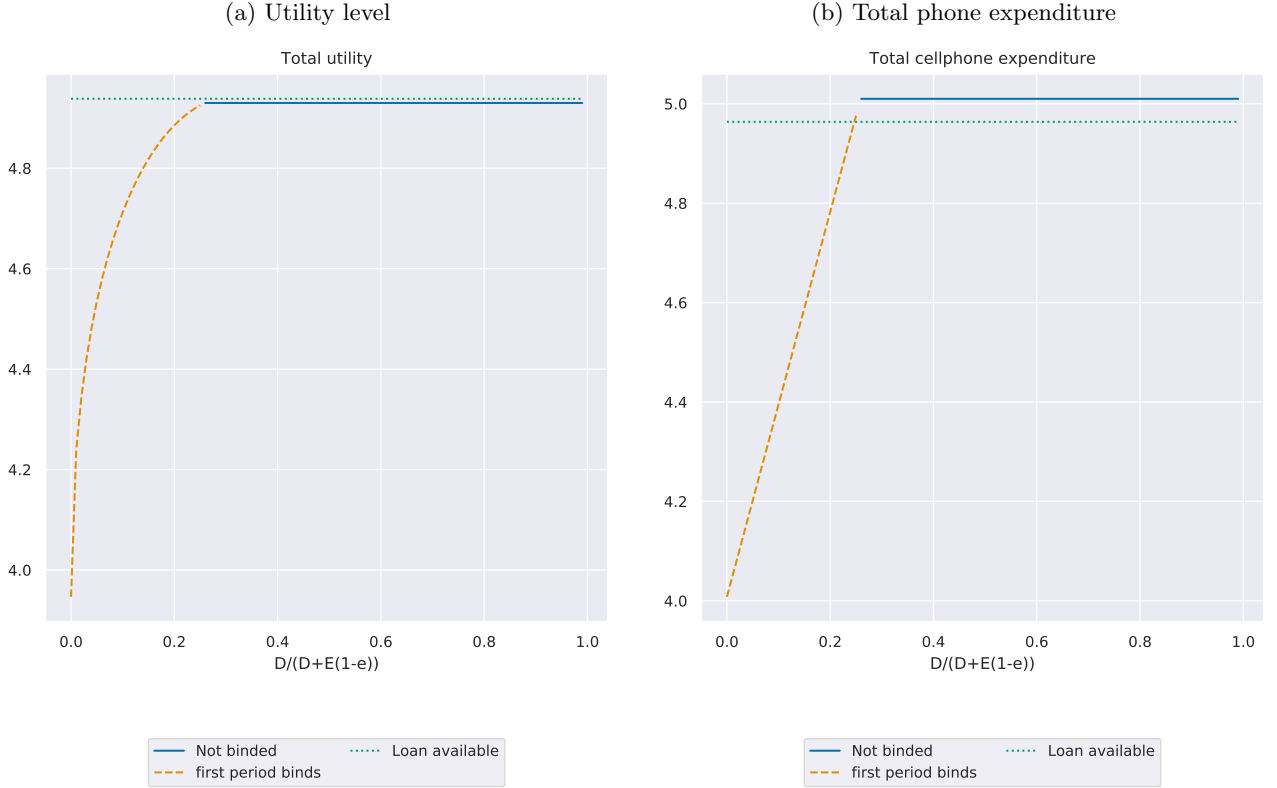 (a) Utility level
Total utility
4.8
4.6
4.4
4.2
4.0
0.0 0.2 0.4 0.6 0.8 1.0
D/(D+E(1-e))
Not binded
first period binds
Loan available
(b) Total phone expenditure
Total cellphone expenditure
5.0
4.8
4.6
4.4
4.2
4.0
0.0 0.2 0.4 0.6 0.8 1.0
D/(D+E(1-e))
Not binded
first period binds
Loan available